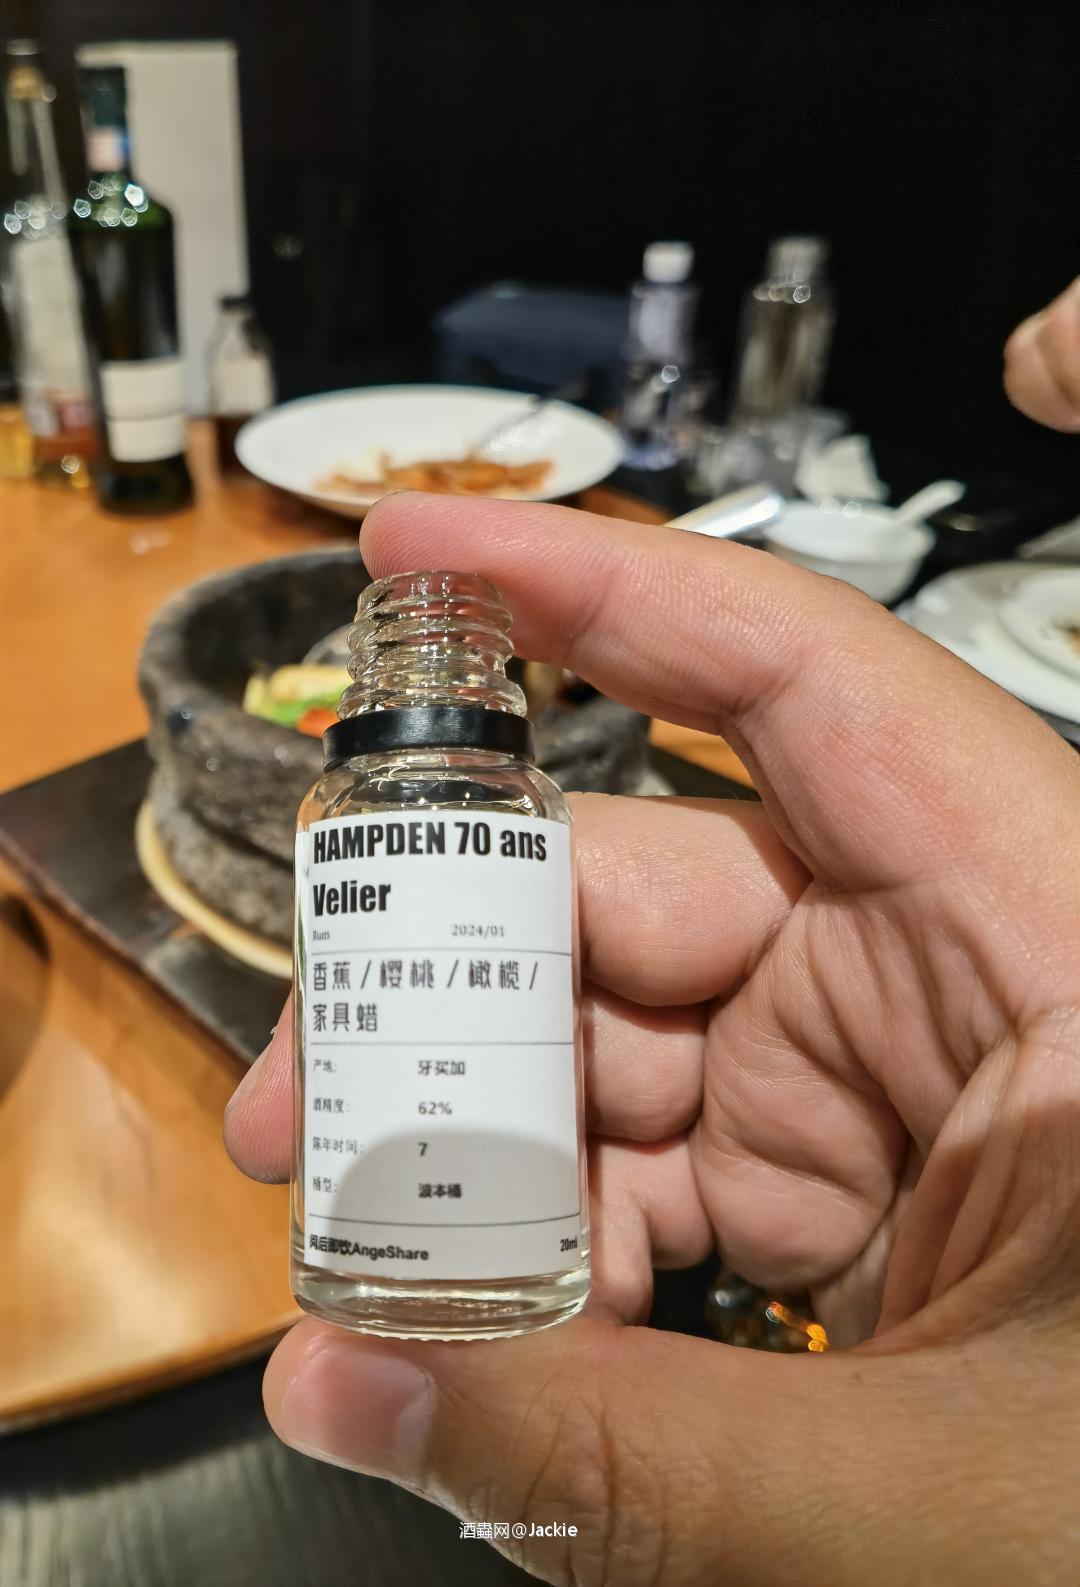 HAMPDEN 70 ans
Velier
Rum 2024/01
香蕉 / 樱桃 / 橄榄 /
家具蜡
产地: 牙买加
酒精度: 62%
陈年时间: 7
桶型: 波本桶
阅后即饮AngeShare 20ml
酒蟲网@Jackie